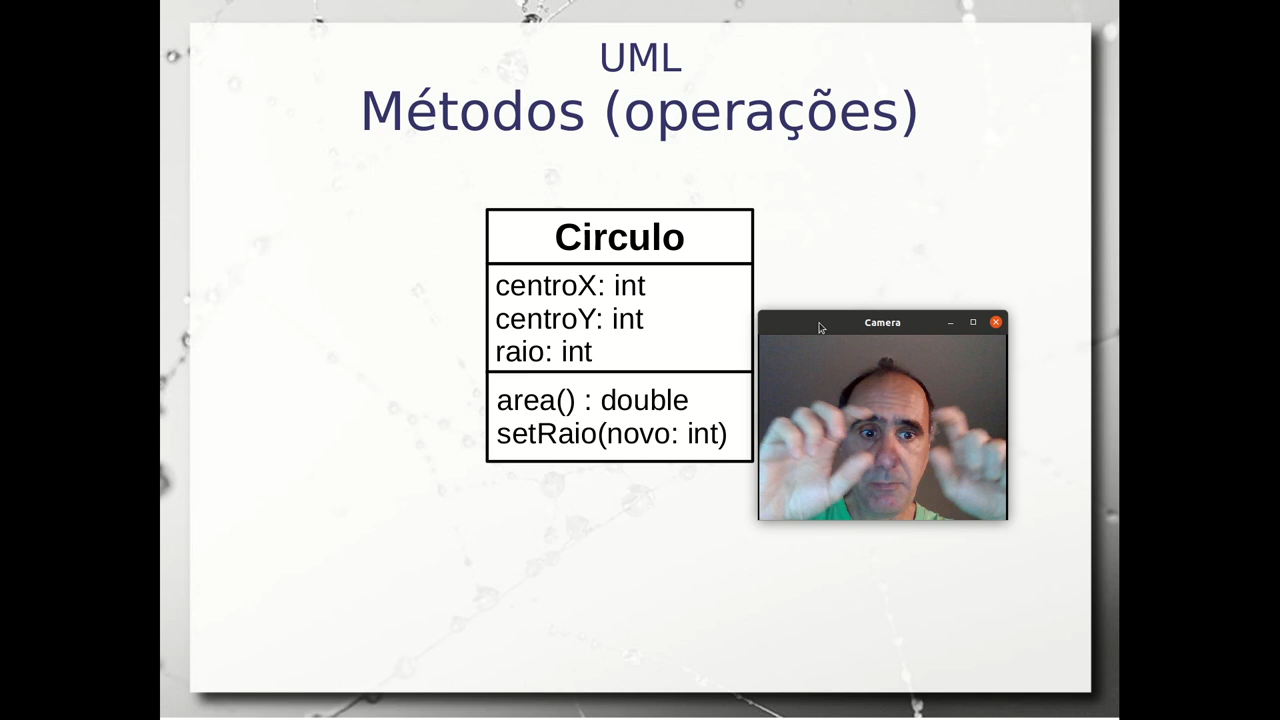 UML
Métodos (operações)
Circulo
centroX: int
centroY: int
raio: int
area() : double
setRaio(novo: int)
Camera